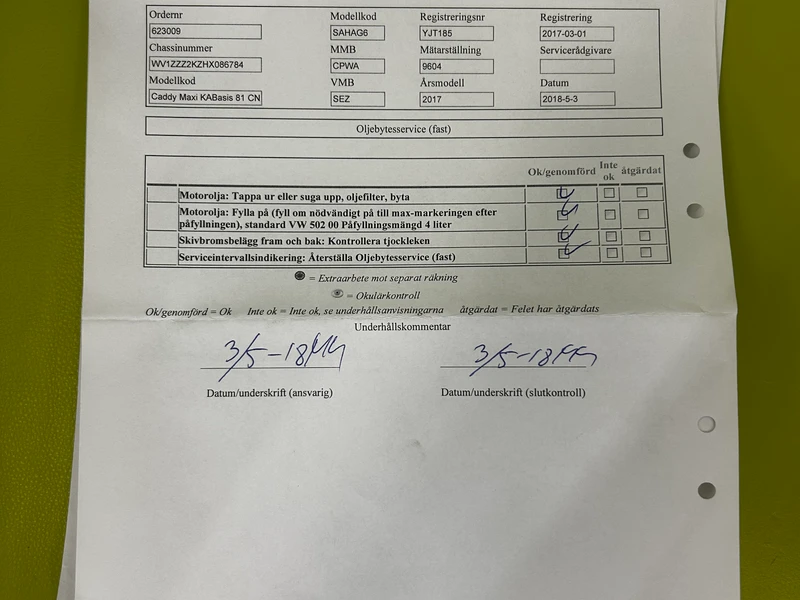 Ordernr Modellkod Registreringsnr Registrering
623009 SAHAG6 YJT185 2017-03-01
Chassinummer MMB Mätarställning Servicerådgivare
WV1ZZZ2KZHX086784 CPWA 9604
Modellkod VMB Årsmodell Datum
Caddy Maxi KABasis 81 CN SEZ 2017 2018-5-3
Oljebytesservice (fast)
Ok/genomförd Inte ok åtgärdat
Motorolja: Tappa ur eller suga upp, oljefilter, byta
Motorolja: Fylla på (fyll om nödvändigt på till max-markeringen efter
påfyllningen), standard VW 502 00 Påfyllningsmängd 4 liter
Skivbromsbelägg fram och bak: Kontrollera tjockleken
Serviceintervallsindikering: Återställa Oljebytesservice (fast)
= Extraarbete mot separat räkning
= Okulärkontroll
Ok/genomförd = Ok Inte ok = Inte ok, se underhållsanvisningarna åtgärdat = Felet har åtgärdats
Underhållskommentar
3/5-18 3/5-18
Datum/underskrift (ansvarig) Datum/underskrift (slutkontroll)